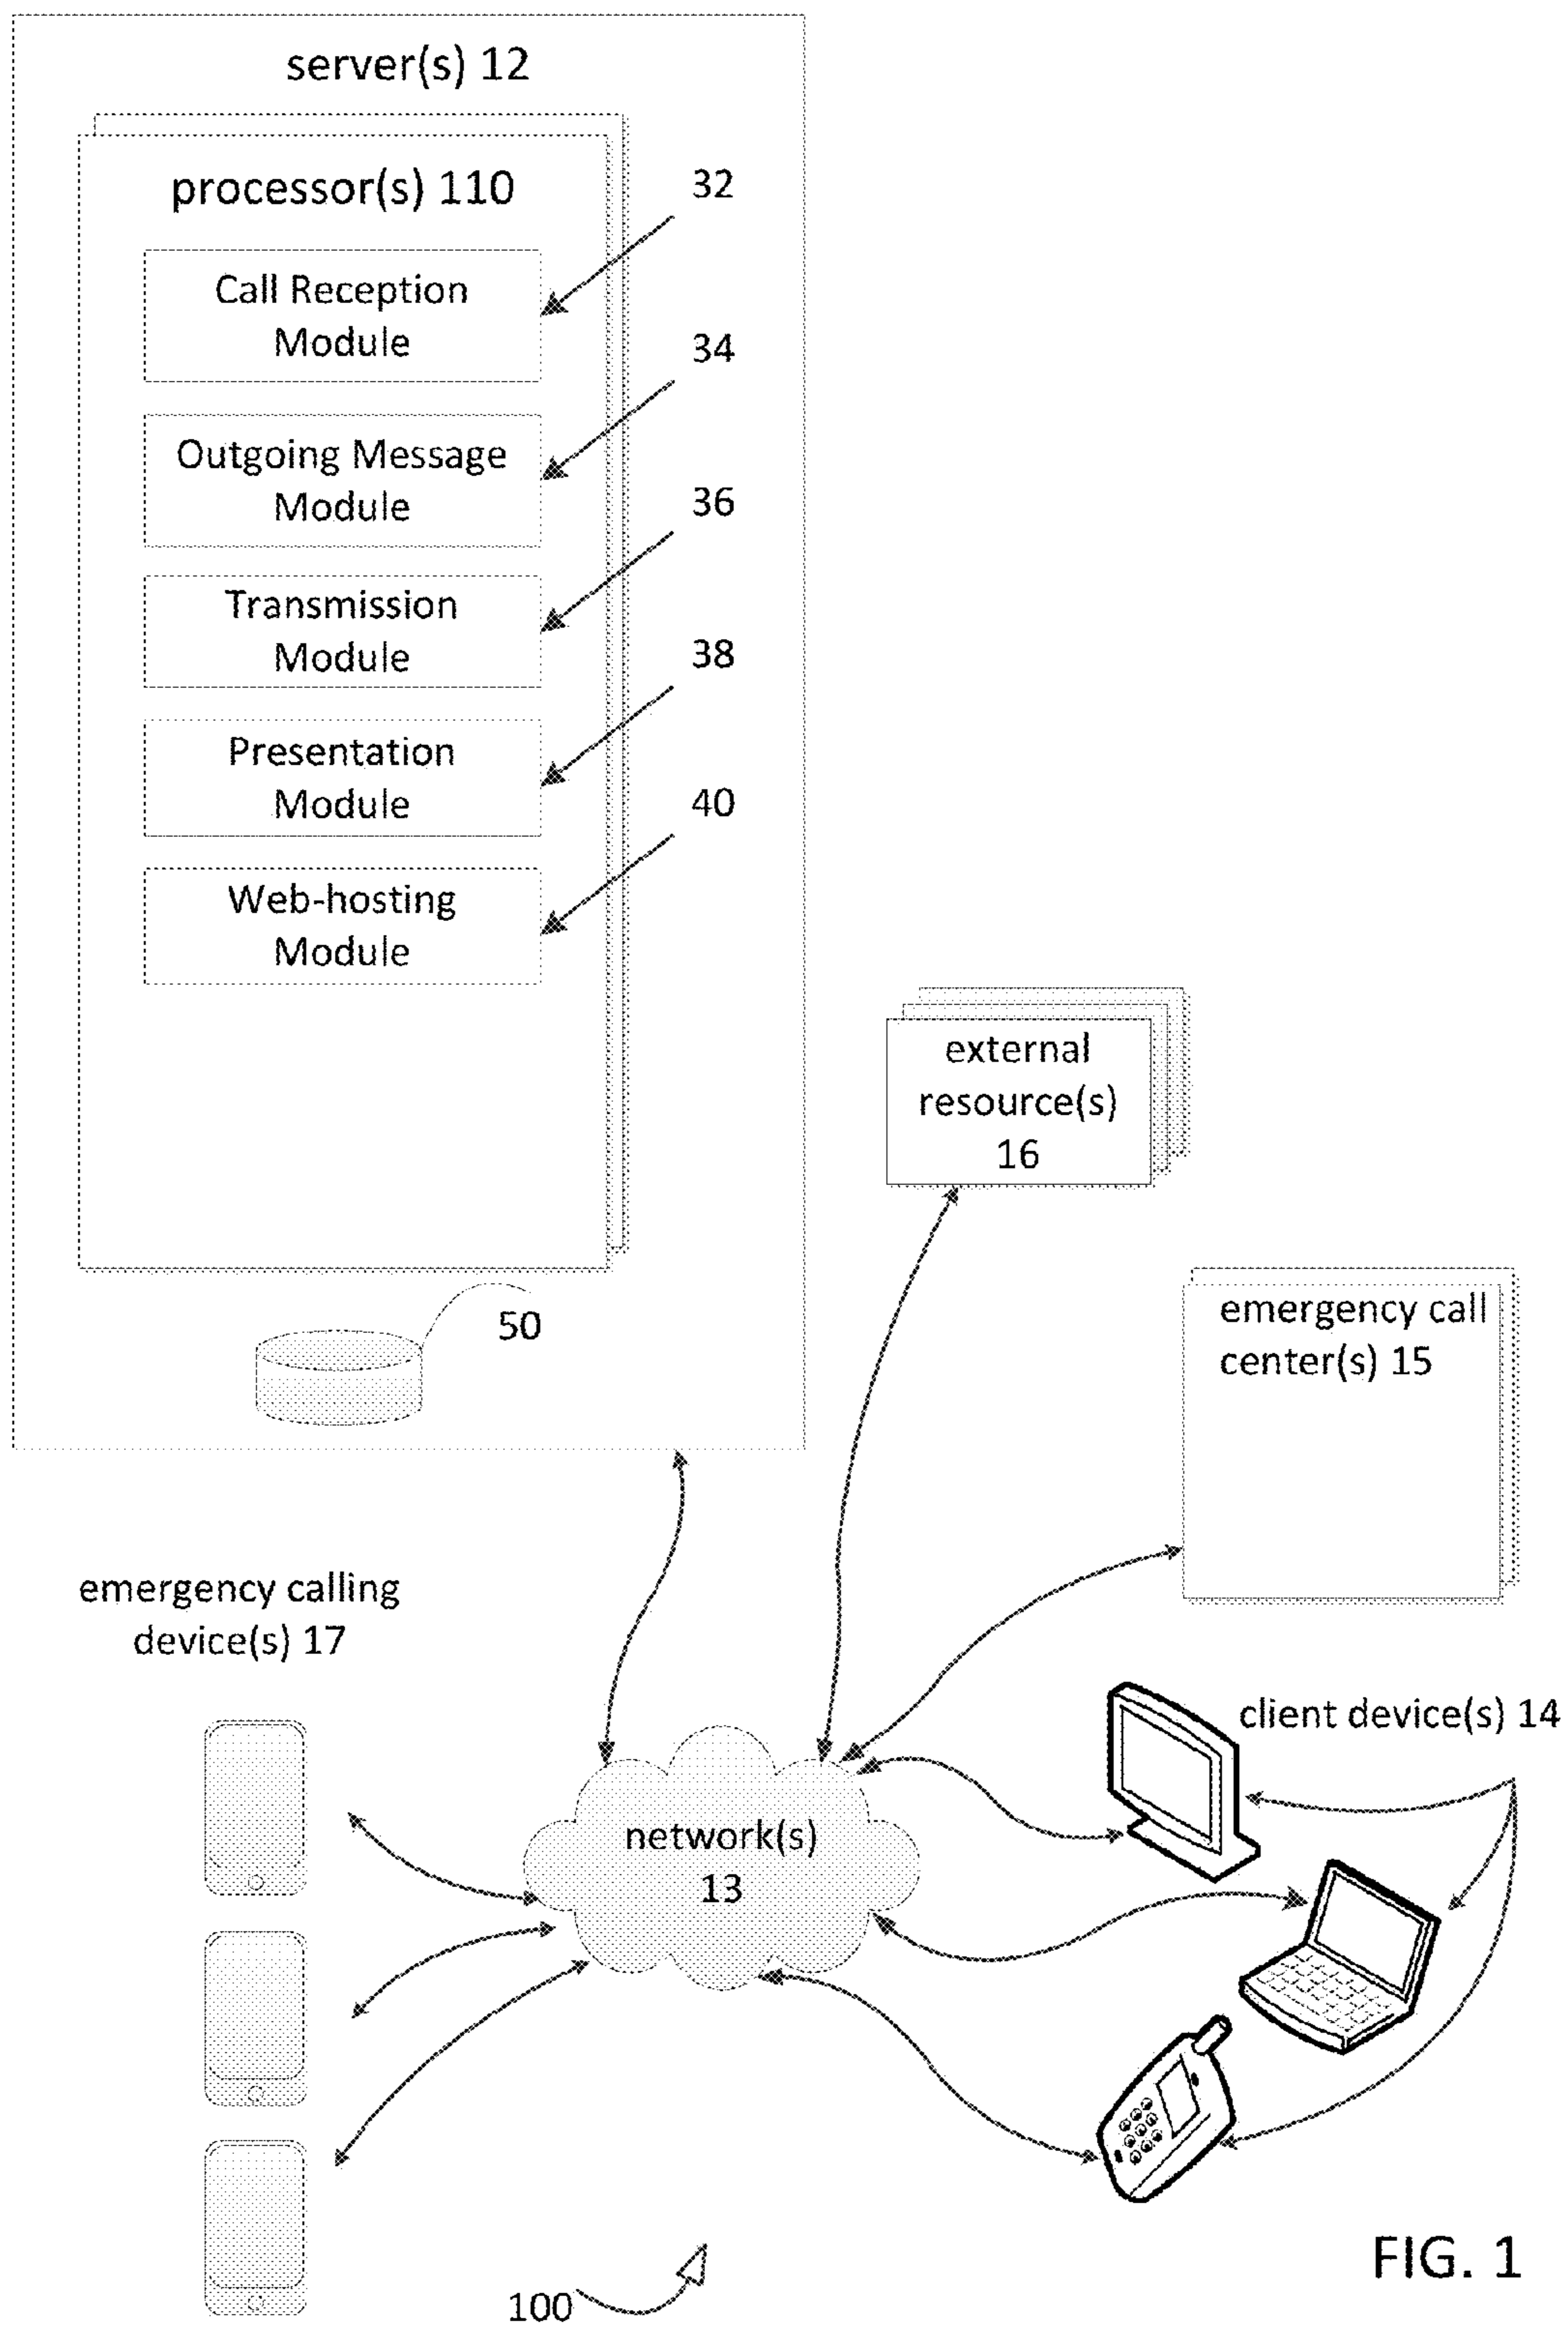 server(s) 12
processor(s) 110
32
Call Reception
Module
34
Outgoing Message
Module
36
Transmission
Module
38
Presentation
Module
40
Web-hosting
Module
external
resource(s)
16
50
emergency call
center(s) 15
emergency calling
device(s) 17
client device(s) 14
network(s)
13
100
FIG. 1